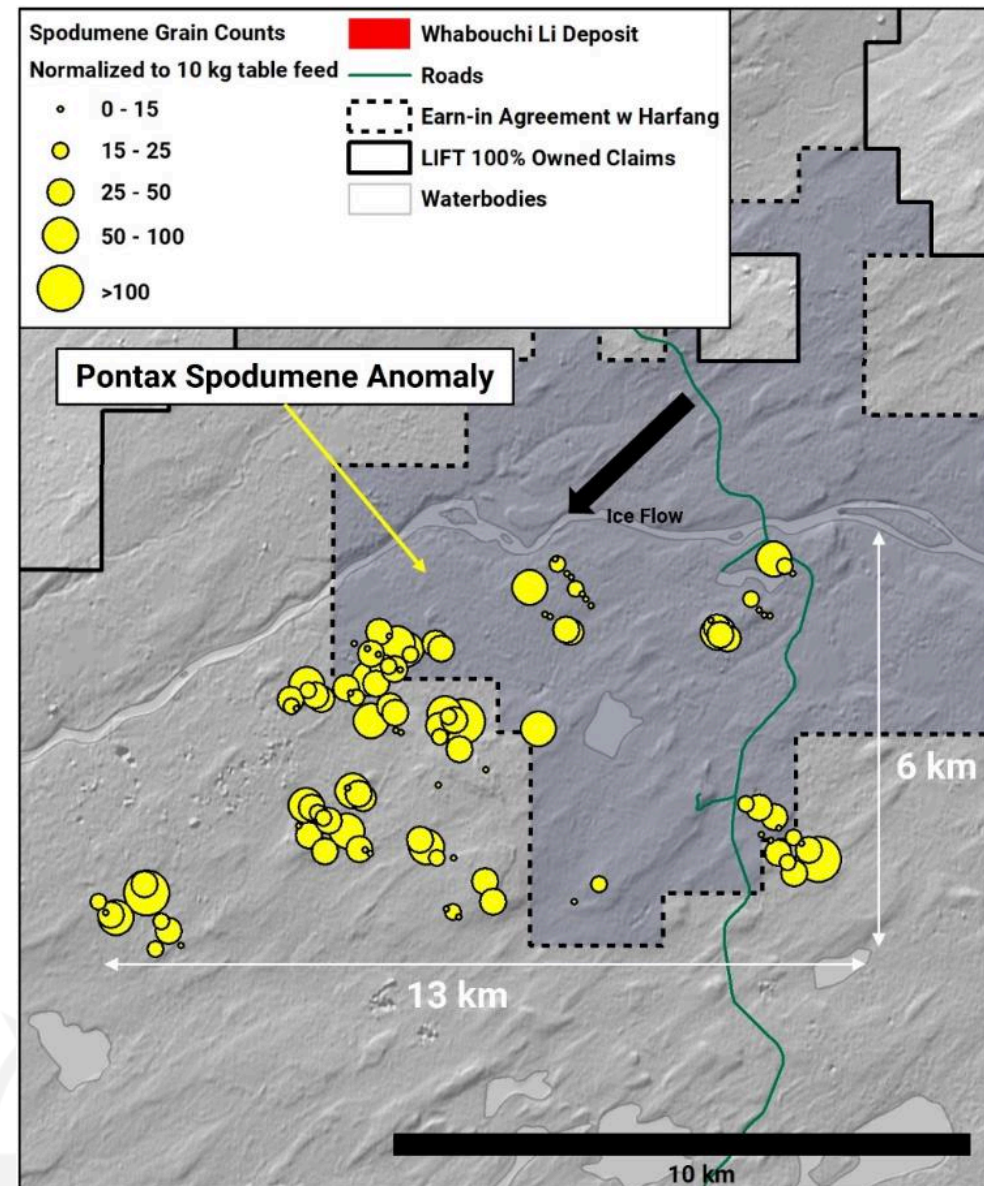 Spodumene Grain Counts
Normalized to 10 kg table feed
0 - 15
15 - 25
25 - 50
50 - 100
>100
Whabouchi Li Deposit
Roads
Earn-in Agreement w Harfang
LIFT 100% Owned Claims
Waterbodies
Pontax Spodumene Anomaly
Ice Flow
6 km
13 km
10 km